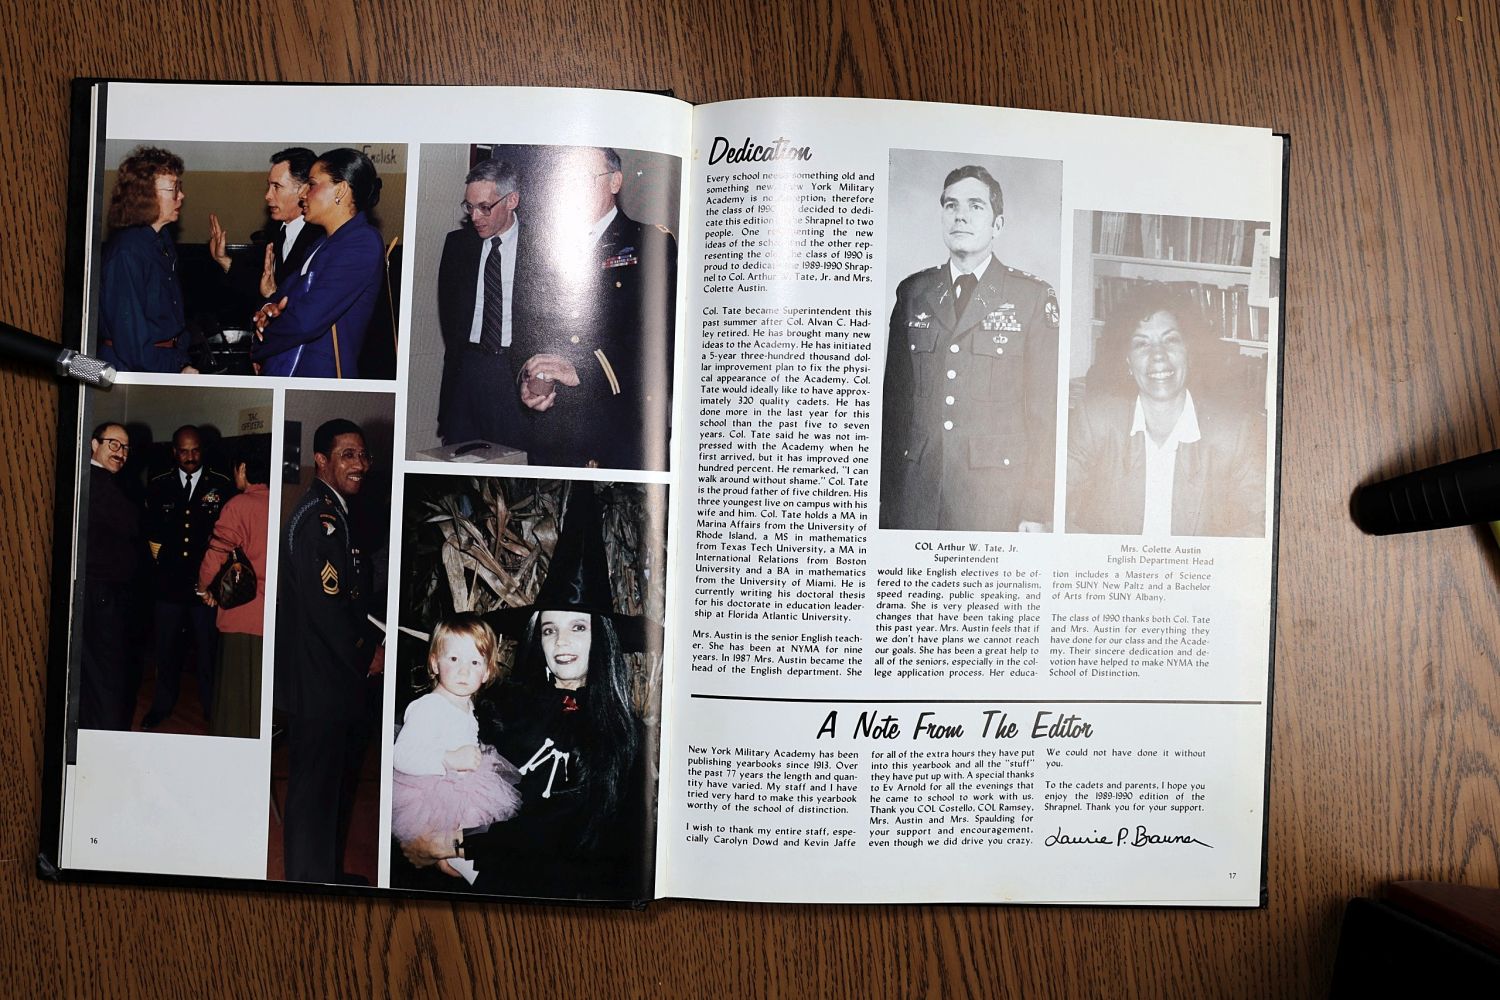 English
TAC
OFFICERS
16
Dedication
Every school something old and
something new York Military
Academy is no therefore
the class of 1990 decided to dedi-
cate this edition Shrapnel to two
people. One the new
ideas of the and the other rep-
resenting the class of 1990 is
proud to 1989-1990 Shrap-
nel to Col. Arthur W. Tate, Jr. and Mrs.
Colette Austin.
Col. Tate became Superintendent this
past summer after Col. Alvan C. Had-
ley retired. He has brought many new
ideas to the Academy. He has initiated
a 5-year three-hundred thousand dol-
lar improvement plan to fix the physi-
cal appearance of the Academy. Col.
Tate would ideally like to have approx-
imately 320 quality cadets. He has
done more in the last year for this
school than the past five to seven
years. Col. Tate said he was not im-
pressed with the Academy when he
first arrived, but it has improved one
hundred percent. He remarked, "I can
walk around without shame." Col. Tate
is the proud father of five children. His
three youngest live on campus with his
wife and him. Col. Tate holds a MA in
Marina Affairs from the University of
Rhode Island, a MS in mathematics
from Texas Tech University, a MA in
International Relations from Boston
University and a BA in mathematics
from the University of Miami. He is
currently writing his doctoral thesis
for his doctorate in education leader-
ship at Florida Atlantic University.
Mrs. Austin is the senior English teach-
er. She has been at NYMA for nine
years. In 1987 Mrs. Austin became the
head of the English department. She
COL Arthur W. Tate, Jr.
Superintendent
would like English electives to be of-
fered to the cadets such as journalism,
speed reading, public speaking, and
drama. She is very pleased with the
changes that have been taking place
this past year. Mrs. Austin feels that if
we don't have plans we cannot reach
our goals. She has been a great help to
all of the seniors, especially in the col-
lege application process. Her educa-
Mrs. Colette Austin
English Department Head
tion includes a Masters of Science
from SUNY New Paltz and a Bachelor
of Arts from SUNY Albany.
The class of 1990 thanks both Col. Tate
and Mrs. Austin for everything they
have done for our class and the Acade-
my. Their sincere dedication and de-
votion have helped to make NYMA the
School of Distinction.
A Note From The Editor
New York Military Academy has been
publishing yearbooks since 1913. Over
the past 77 years the length and quan-
tity have varied. My staff and I have
tried very hard to make this yearbook
worthy of the school of distinction.
I wish to thank my entire staff, espe-
cially Carolyn Dowd and Kevin Jaffe
for all of the extra hours they have put
into this yearbook and all the "stuff"
they have put up with. A special thanks
to Ev Arnold for all the evenings that
he came to school to work with us.
Thank you COL Costello, COL Ramsey,
Mrs. Austin and Mrs. Spaulding for
your support and encouragement,
even though we did drive you crazy.
We could not have done it without
you.
To the cadets and parents, I hope you
enjoy the 1989-1990 edition of the
Shrapnel. Thank you for your support.
Laurie P. Brauner
17